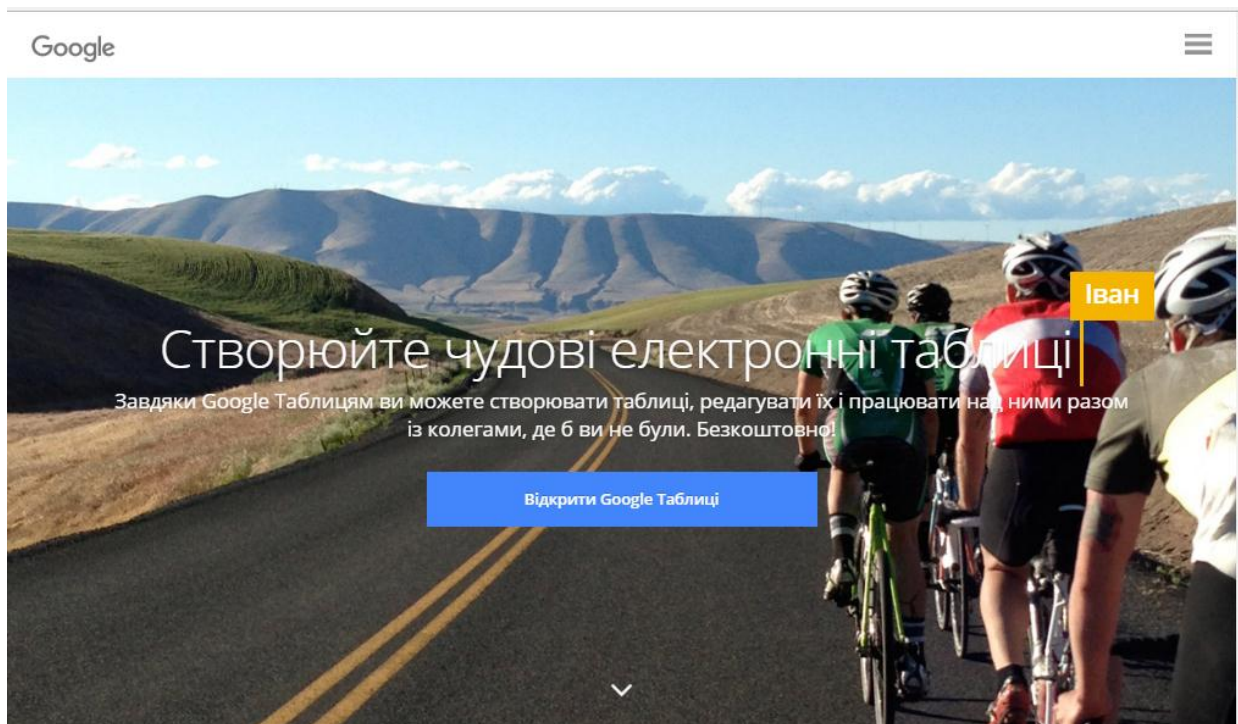 Google
Іван
Створюйте чудові електронні таблиці
Завдяки Google Таблицям ви можете створювати таблиці, редагувати їх і працювати над ними разом
із колегами, де б ви не були. Безкоштовно!
Відкрити Google Таблиці